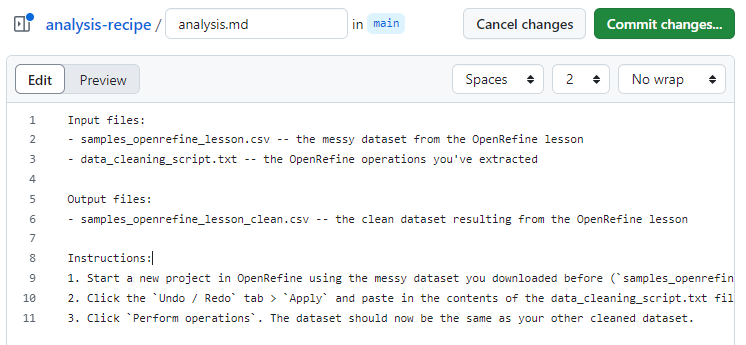 analysis-recipe / analysis.md in main Cancel changes Commit changes...
Edit Preview Spaces 2 No wrap
1 Input files:
2 - samples_openrefine_lesson.csv -- the messy dataset from the OpenRefine lesson
3 - data_cleaning_script.txt -- the OpenRefine operations you've extracted
4
5 Output files:
6 - samples_openrefine_lesson_clean.csv -- the clean dataset resulting from the OpenRefine lesson
7
8 Instructions:
9 1. Start a new project in OpenRefine using the messy dataset you downloaded before (`samples_openrefin
10 2. Click the `Undo / Redo` tab > `Apply` and paste in the contents of the data_cleaning_script.txt fil
11 3. Click `Perform operations`. The dataset should now be the same as your other cleaned dataset.